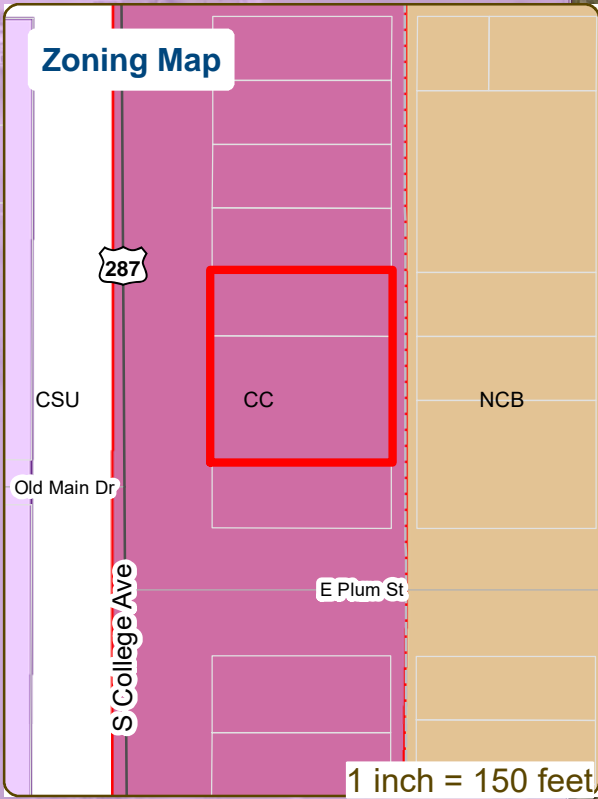 Zoning Map
287
CSU
CC
NCB
Old Main Dr
E Plum St
S College Ave
1 inch = 150 feet